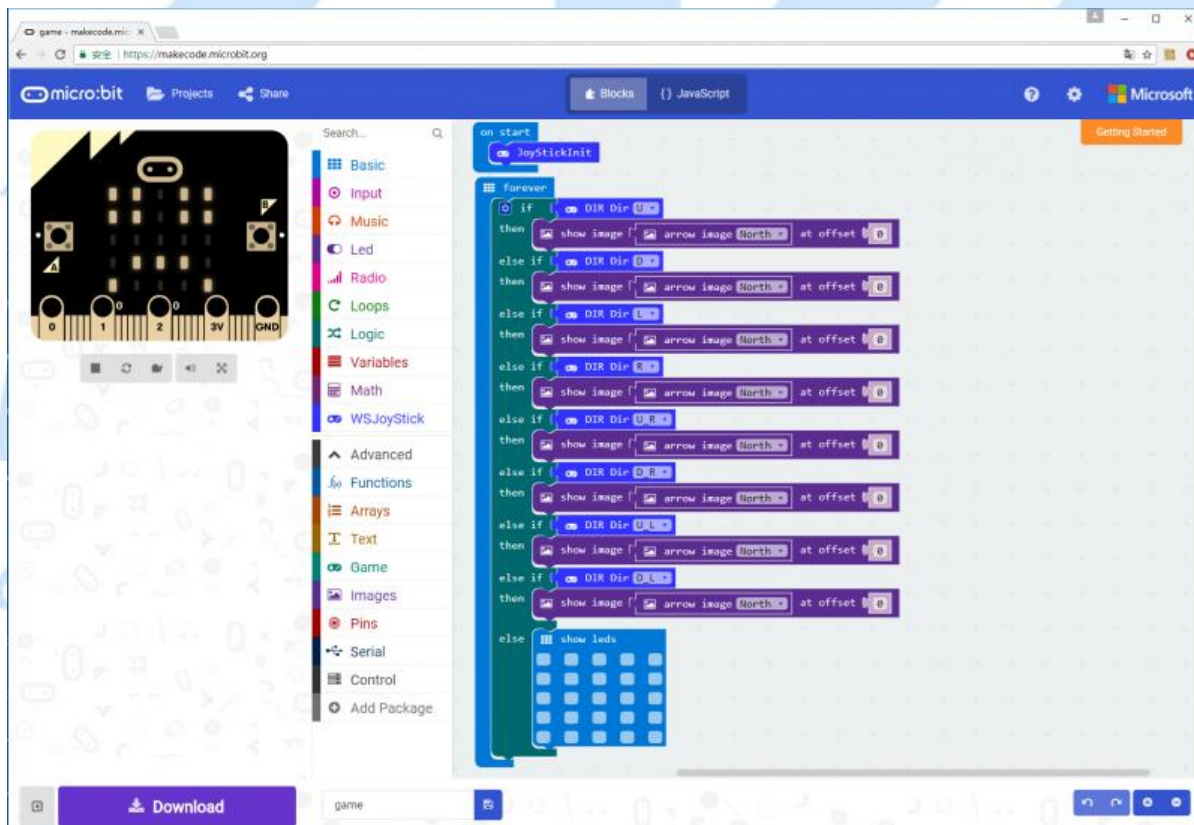 game - makecode.mic
安全 | https://makecode.microbit.org
micro:bit Projects Share Blocks {} JavaScript Microsoft
Getting Started
Search...
Basic
Input
Music
Led
Radio
Loops
Logic
Variables
Math
WSJoyStick
Advanced
Functions
Arrays
Text
Game
Images
Pins
Serial
Control
Add Package
A
B
0 1 2 3V GND
0 0
on start
JoyStickInit
forever
if DIR Dir U
then show image arrow image North at offset 0
else if DIR Dir D
then show image arrow image North at offset 0
else if DIR Dir L
then show image arrow image North at offset 0
else if DIR Dir R
then show image arrow image North at offset 0
else if DIR Dir U_R
then show image arrow image North at offset 0
else if DIR Dir D_R
then show image arrow image North at offset 0
else if DIR Dir U_L
then show image arrow image North at offset 0
else if DIR Dir D_L
then show image arrow image North at offset 0
else show leds
Download
game